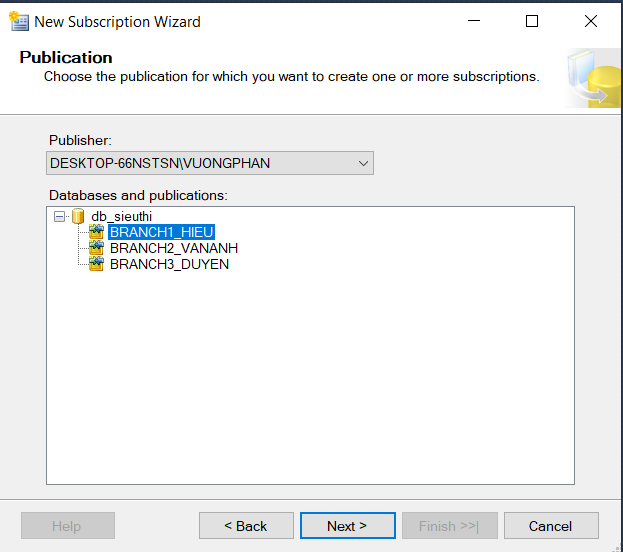 New Subscription Wizard
Publication
Choose the publication for which you want to create one or more subscriptions.
Publisher:
DESKTOP-66NSTSN\VUONGPHAN
Databases and publications:
db_sieuthi
BRANCH1_HIEU
BRANCH2_VANANH
BRANCH3_DUYEN
Help
< Back
Next >
Finish >>|
Cancel